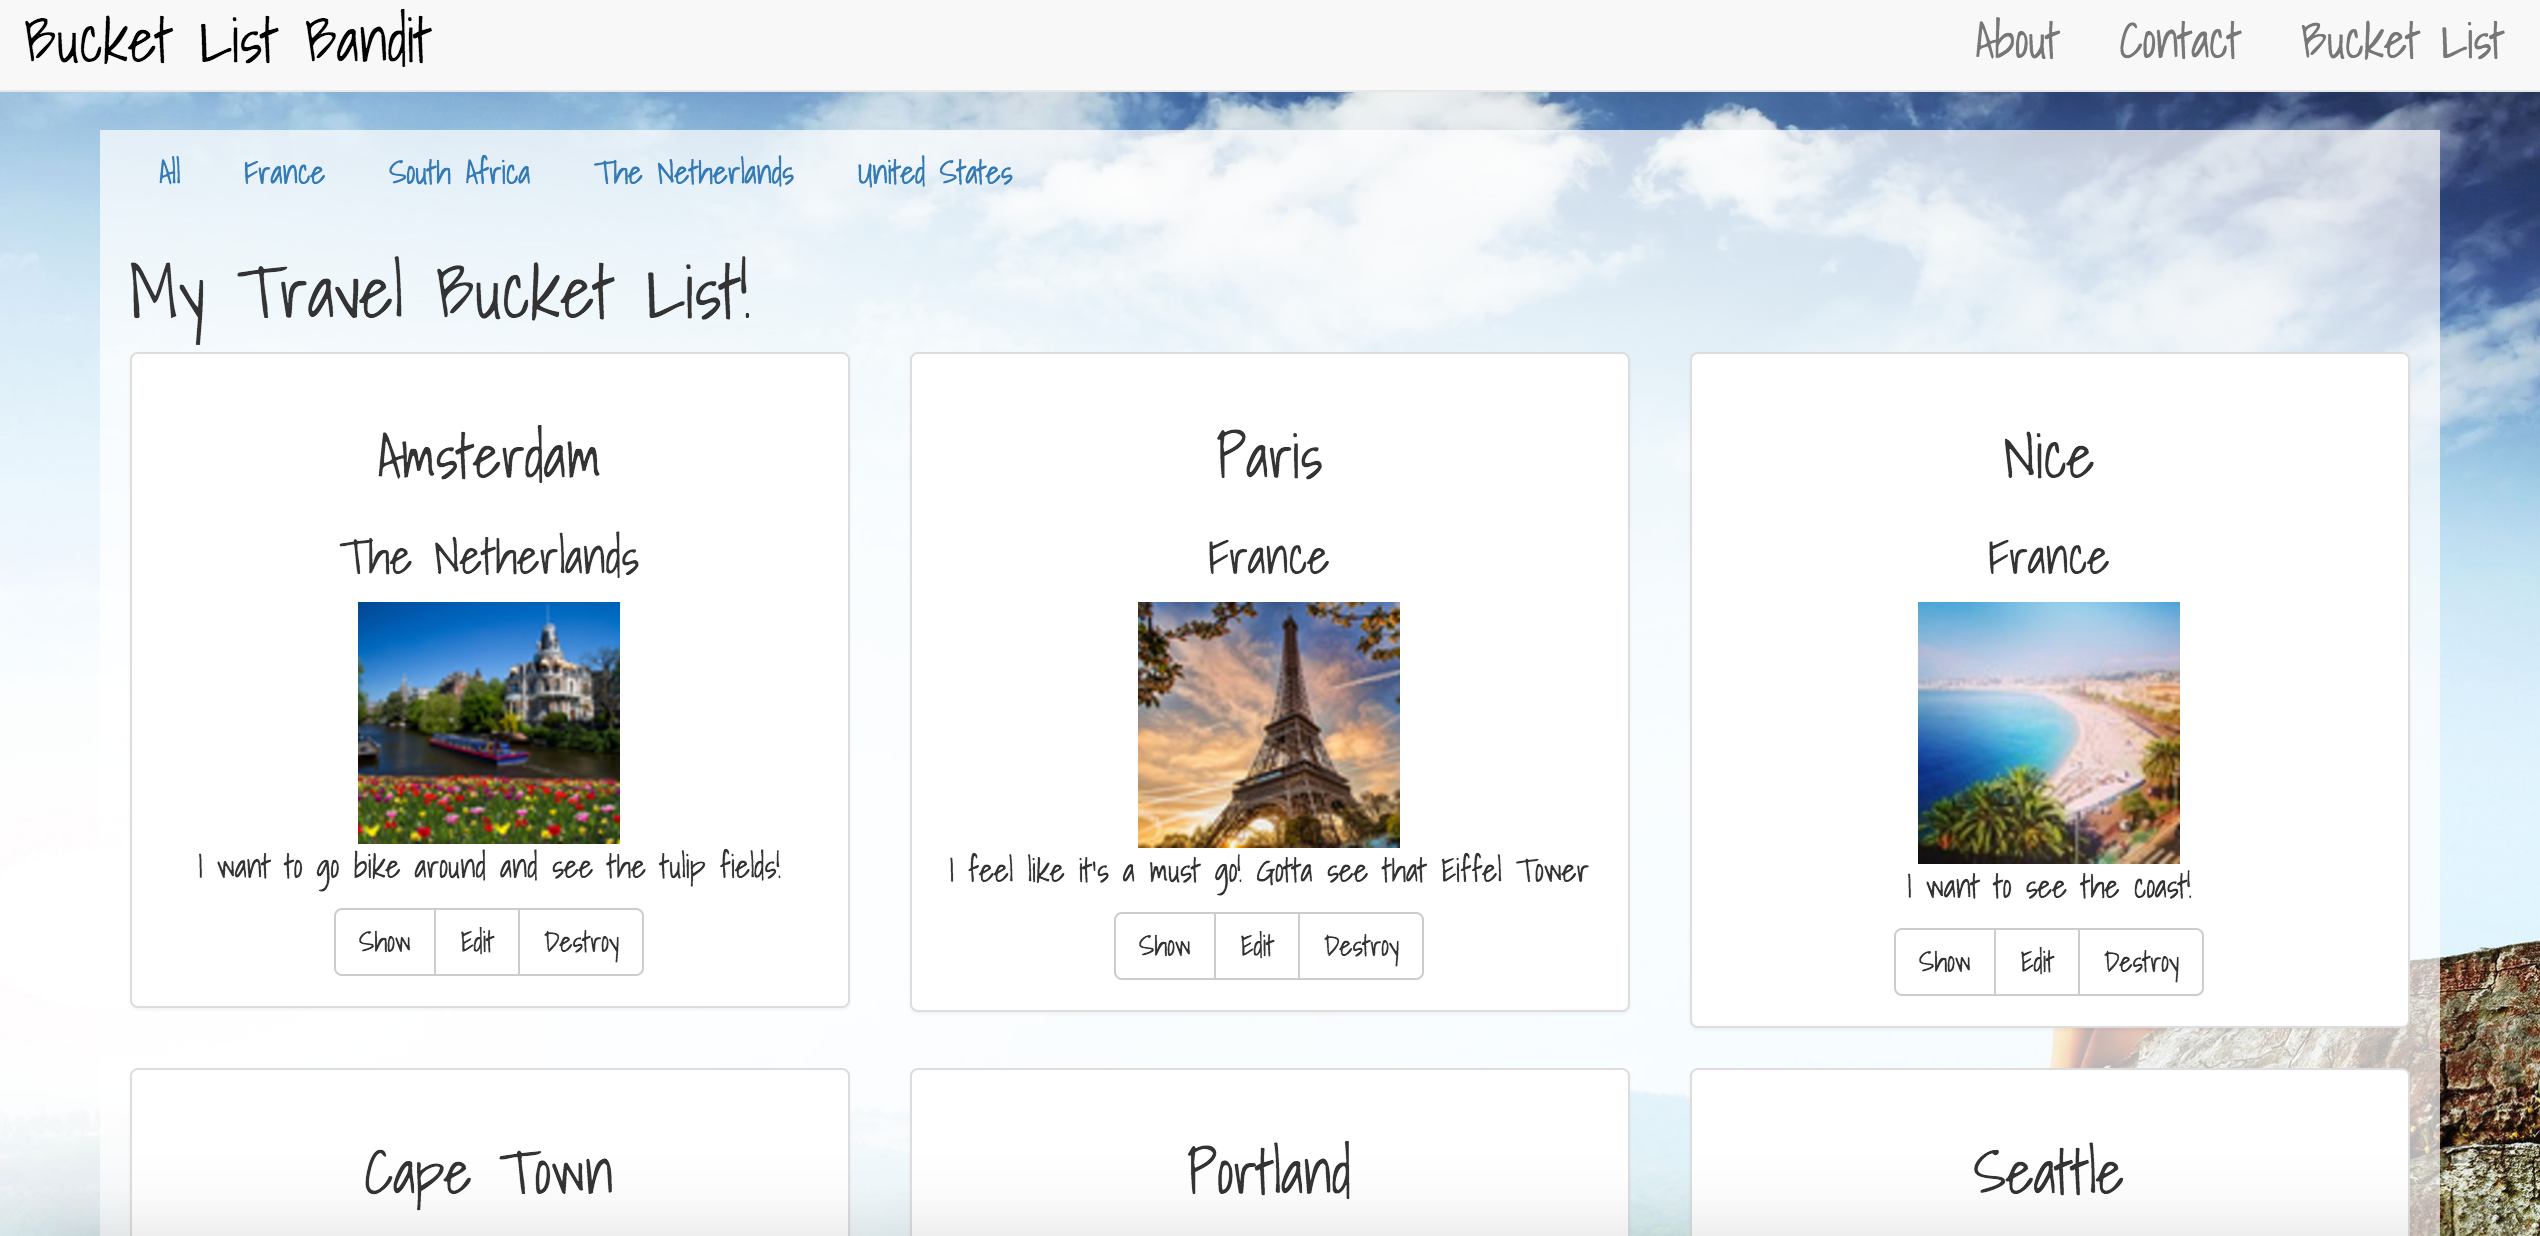 Bucket List Bandit
About Contact Bucket List
All France South Africa The Netherlands United States
My Travel Bucket List!
Amsterdam
The Netherlands
I want to go bike around and see the tulip fields!
Show Edit Destroy
Paris
France
I feel like it's a must go! Gotta see that Eiffel Tower
Show Edit Destroy
Nice
France
I want to see the coast!
Show Edit Destroy
Cape Town
Portland
Seattle